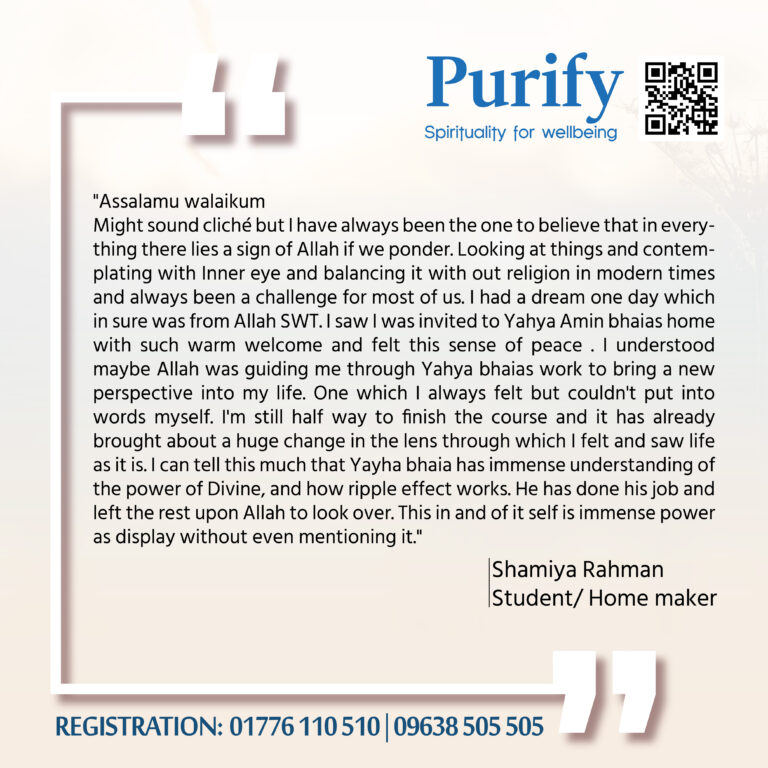 Purify
Spirituality for wellbeing
"Assalamu walaikum
Might sound cliché but I have always been the one to believe that in every-
thing there lies a sign of Allah if we ponder. Looking at things and contem-
plating with Inner eye and balancing it with out religion in modern times
and always been a challenge for most of us. I had a dream one day which
in sure was from Allah SWT. I saw I was invited to Yahya Amin bhaias home
with such warm welcome and felt this sense of peace . I understood
maybe Allah was guiding me through Yahya bhaias work to bring a new
perspective into my life. One which I always felt but couldn't put into
words myself. I'm still half way to finish the course and it has already
brought about a huge change in the lens through which I felt and saw life
as it is. I can tell this much that Yayha bhaia has immense understanding of
the power of Divine, and how ripple effect works. He has done his job and
left the rest upon Allah to look over. This in and of it self is immense power
as display without even mentioning it."
Shamiya Rahman
Student/ Home maker
REGISTRATION: 01776 110 510 | 09638 505 505